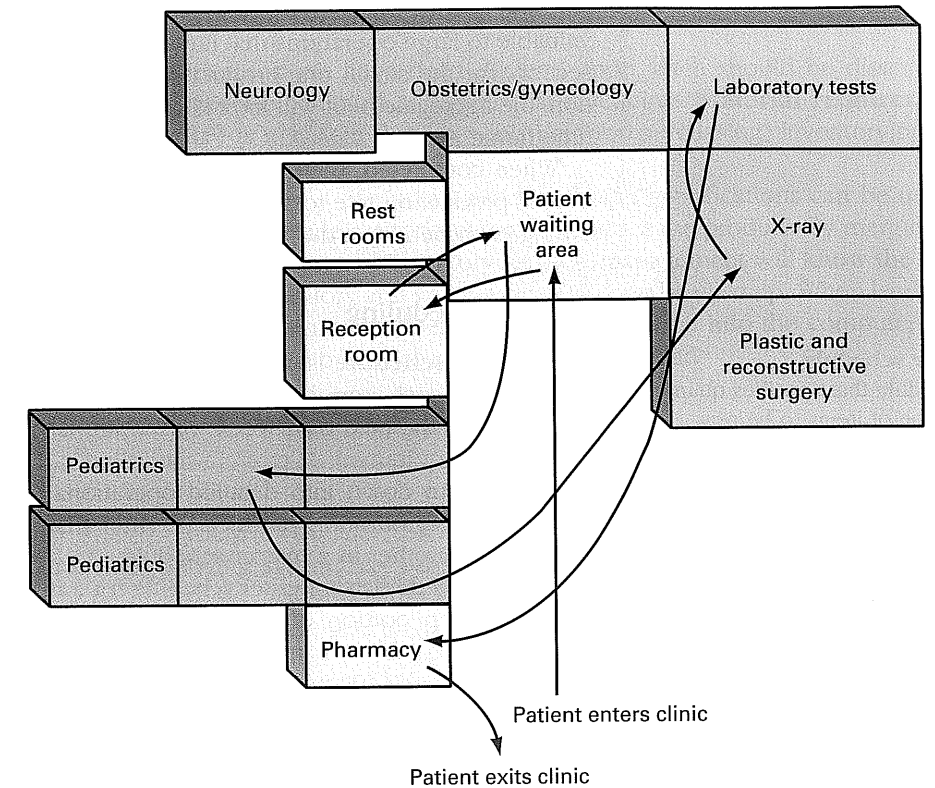 Neurology
Obstetrics/gynecology
Laboratory tests
Rest
rooms
Patient
waiting
area
X-ray
Reception
room
Plastic and
reconstructive
surgery
Pediatrics
Pediatrics
Pharmacy
Patient enters clinic
Patient exits clinic